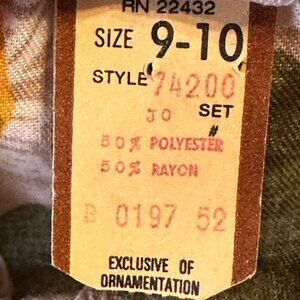 RN 22432
SIZE 9-10
STYLE 74200
JO SET
#
50% POLYESTER
50% RAYON
B 0197 52
EXCLUSIVE OF
ORNAMENTATION